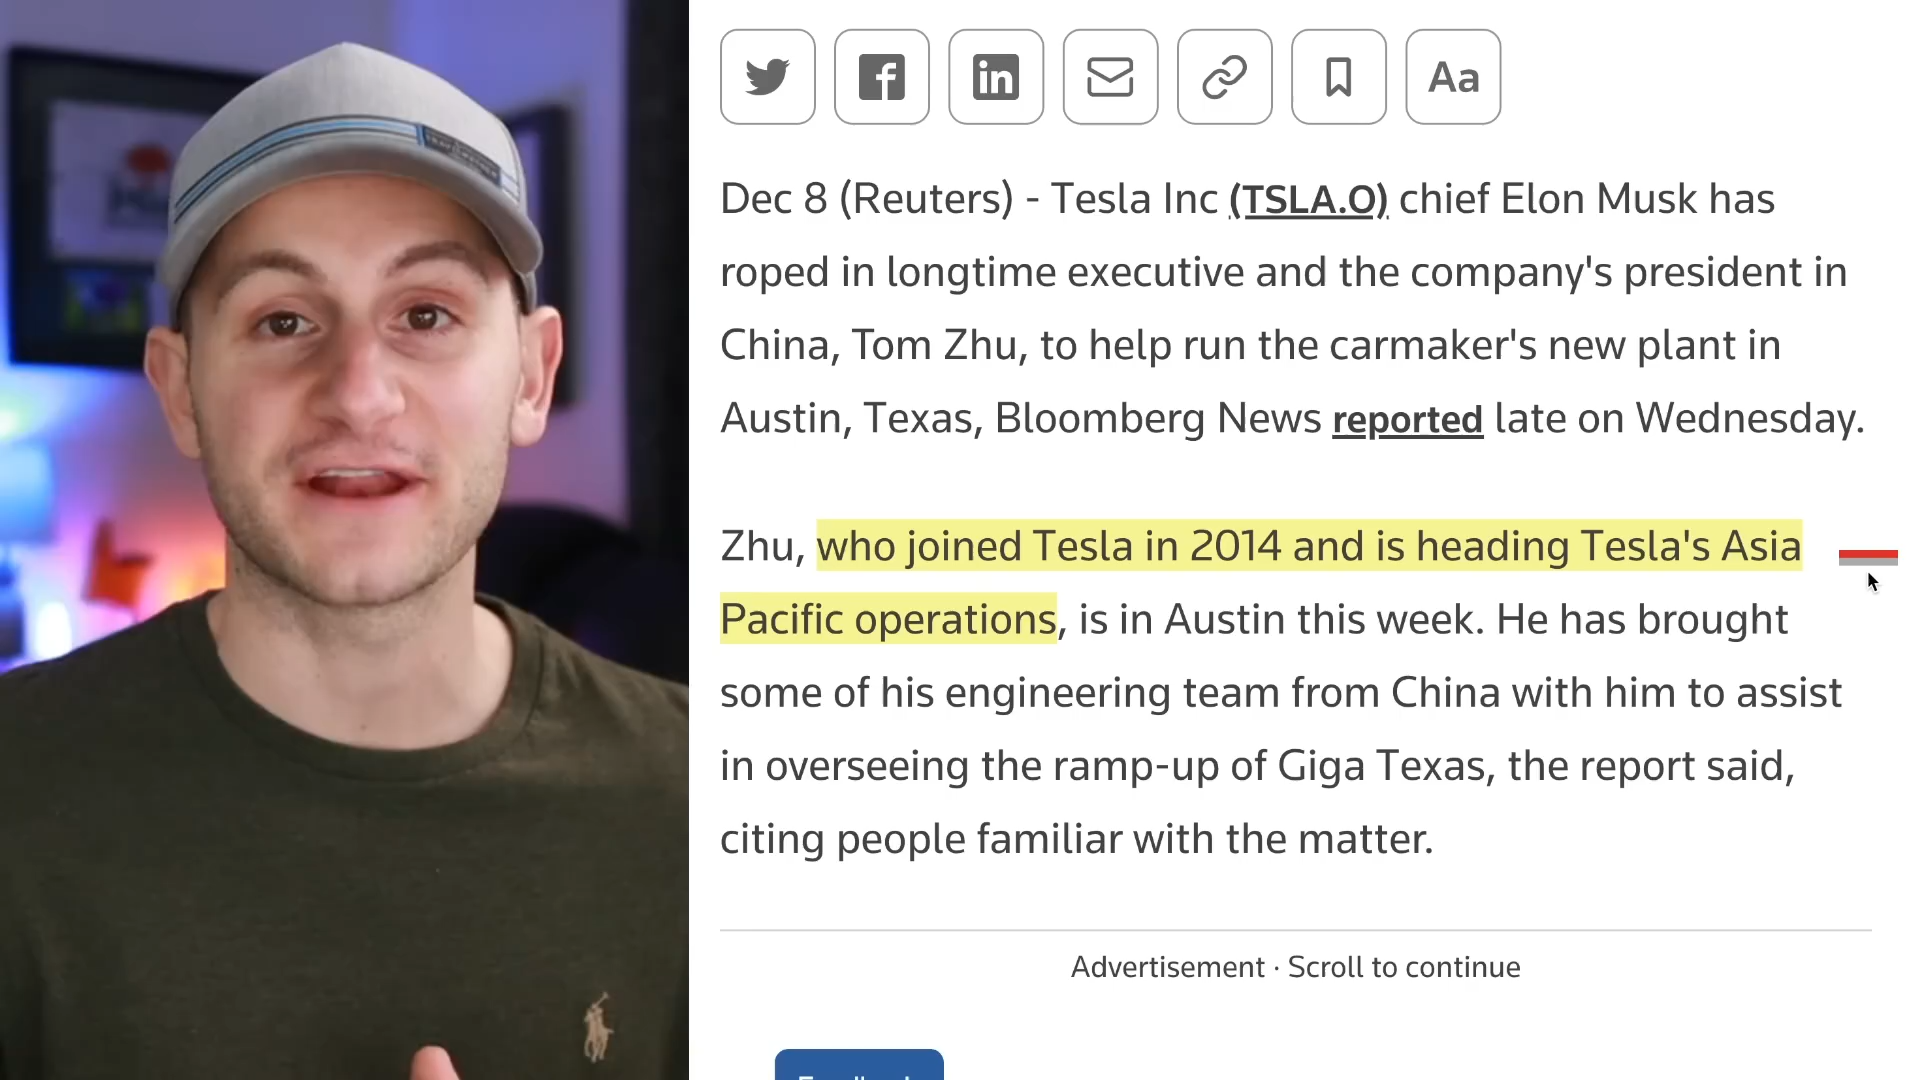 Aa
Dec 8 (Reuters) - Tesla Inc (TSLA.O) chief Elon Musk has
roped in longtime executive and the company's president in
China, Tom Zhu, to help run the carmaker's new plant in
Austin, Texas, Bloomberg News reported late on Wednesday.
Zhu, who joined Tesla in 2014 and is heading Tesla's Asia
Pacific operations, is in Austin this week. He has brought
some of his engineering team from China with him to assist
in overseeing the ramp-up of Giga Texas, the report said,
citing people familiar with the matter.
Advertisement · Scroll to continue